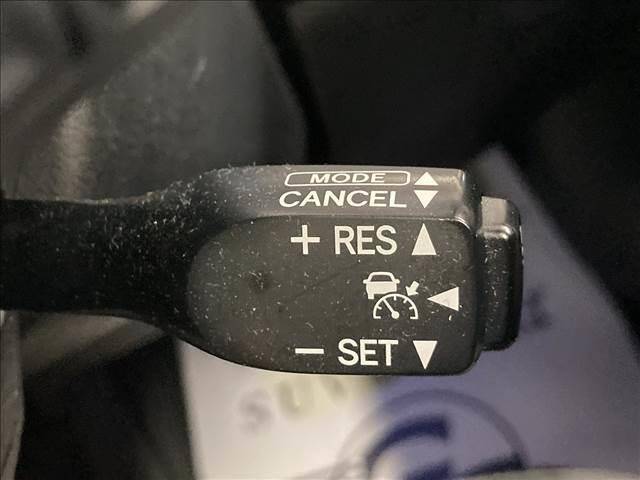 MODE
CANCEL
+ RES
- SET